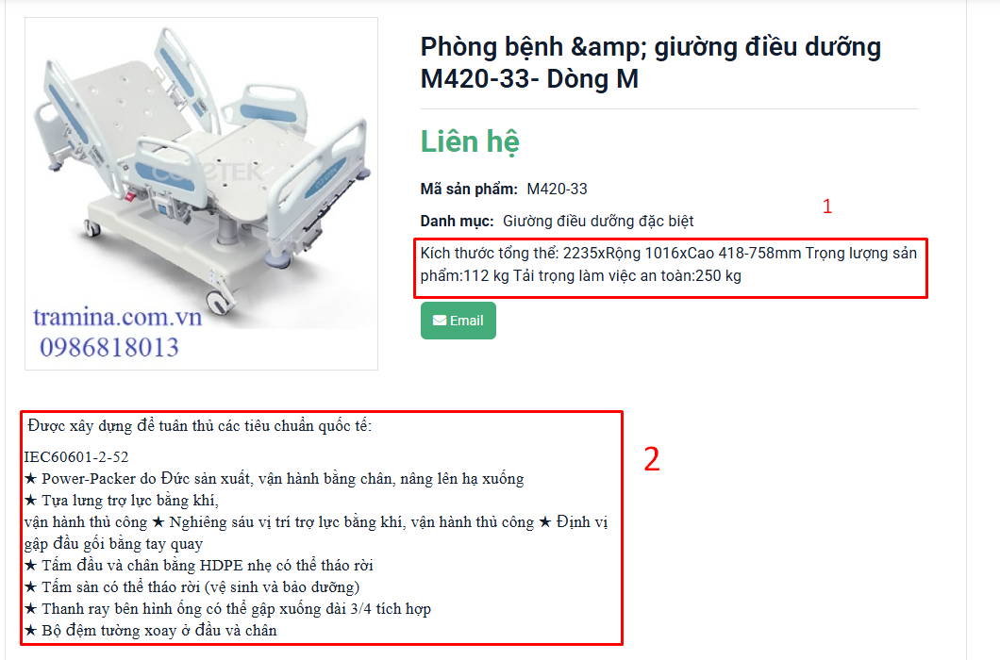 Phòng bệnh &amp; giường điều dưỡng
M420-33- Dòng M
Liên hệ
Mã sản phẩm: M420-33
1
Danh mục: Giường điều dưỡng đặc biệt
Kích thước tổng thể: 2235xRộng 1016xCao 418-758mm Trọng lượng sản
phẩm:112 kg Tải trọng làm việc an toàn:250 kg
Email
tramina.com.vn
0986818013
Được xây dựng để tuân thủ các tiêu chuẩn quốc tế:
IEC60601-2-52
2
★ Power-Packer do Đức sản xuất, vận hành bằng chân, nâng lên hạ xuống
★ Tựa lưng trợ lực bằng khí,
vận hành thủ công ★ Nghiêng sáu vị trí trợ lực bằng khí, vận hành thủ công ★ Định vị
gập đầu gối bằng tay quay
★ Tấm đầu và chân bằng HDPE nhẹ có thể tháo rời
★ Tấm sàn có thể tháo rời (vệ sinh và bảo dưỡng)
★ Thanh ray bên hình ống có thể gập xuống dài 3/4 tích hợp
★ Bộ đệm tường xoay ở đầu và chân